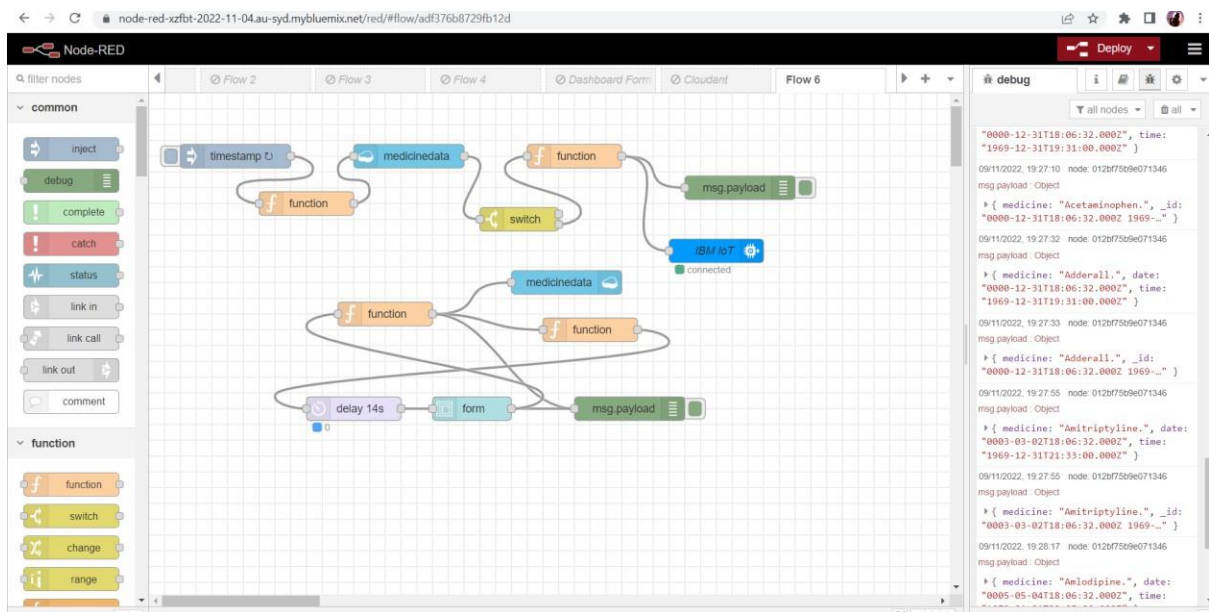 node-red-xzfbt-2022-11-04.au-syd.mybluemix.net/red/#flow/adf376b8729fb12d
Node-RED
Deploy
filter nodes
Flow 2
Flow 3
Flow 4
Dashboard Form
Cloudant
Flow 6
debug
i
all nodes
all
common
inject
debug
complete
catch
status
link in
link call
link out
comment
function
function
switch
change
range
timestamp ↻
function
medicinedata
switch
function
msg.payload
IBM IoT
connected
medicinedata
function
function
delay 14s
0
form
msg.payload
"0000-12-31T18:06:32.000Z", time:
"1969-12-31T19:31:00.000Z" }
09/11/2022, 19:27:10 node: 012bf75b9e071346
msg.payload : Object
{ medicine: "Acetaminophen.", _id:
"0000-12-31T18:06:32.000Z 1969-…" }
09/11/2022, 19:27:32 node: 012bf75b9e071346
msg.payload : Object
{ medicine: "Adderall.", date:
"0000-12-31T18:06:32.000Z", time:
"1969-12-31T19:31:00.000Z" }
09/11/2022, 19:27:33 node: 012bf75b9e071346
msg.payload : Object
{ medicine: "Adderall.", _id:
"0000-12-31T18:06:32.000Z 1969-…" }
09/11/2022, 19:27:55 node: 012bf75b9e071346
msg.payload : Object
{ medicine: "Amitriptyline.", date:
"0003-03-02T18:06:32.000Z", time:
"1969-12-31T21:33:00.000Z" }
09/11/2022, 19:27:55 node: 012bf75b9e071346
msg.payload : Object
{ medicine: "Amitriptyline.", _id:
"0003-03-02T18:06:32.000Z 1969-…" }
09/11/2022, 19:28:17 node: 012bf75b9e071346
msg.payload : Object
{ medicine: "Amlodipine.", date:
"0005-05-04T18:06:32.000Z", time: